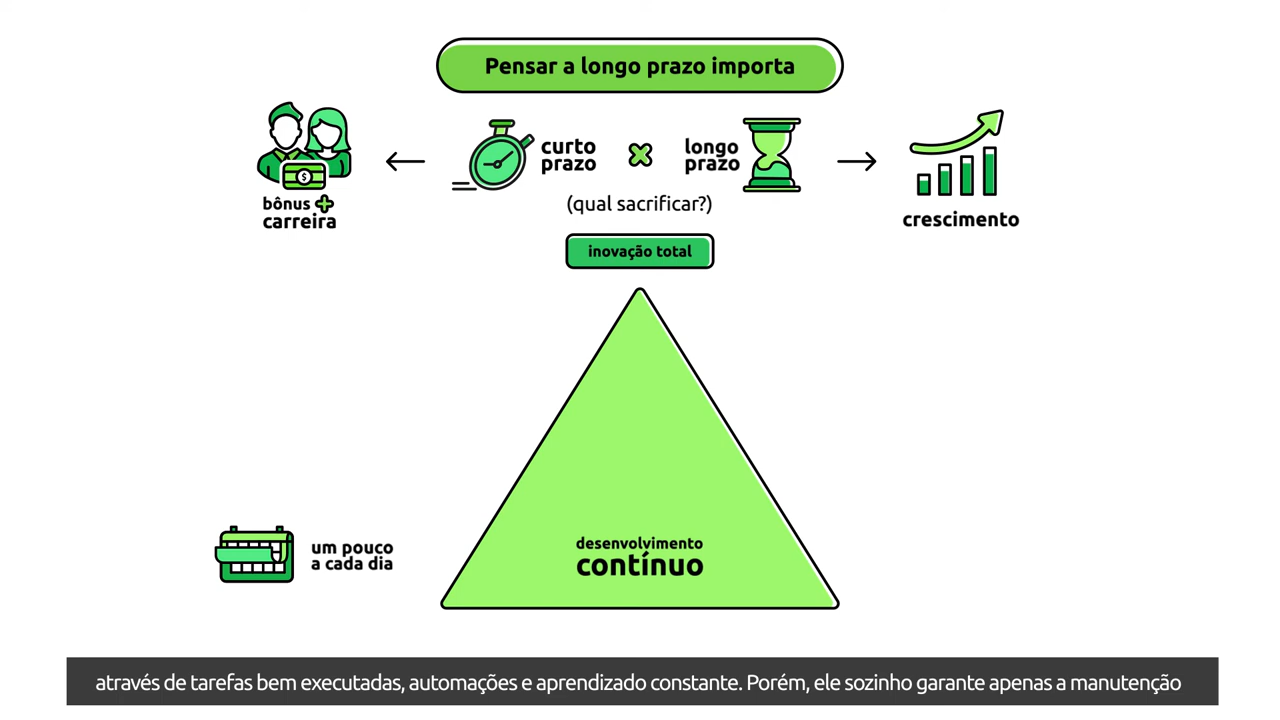 Pensar a longo prazo importa
curto
prazo
longo
prazo
bônus
carreira
(qual sacrificar?)
crescimento
inovação total
um pouco
a cada dia
desenvolvimento
contínuo
através de tarefas bem executadas, automações e aprendizado constante. Porém, ele sozinho garante apenas a manutenção